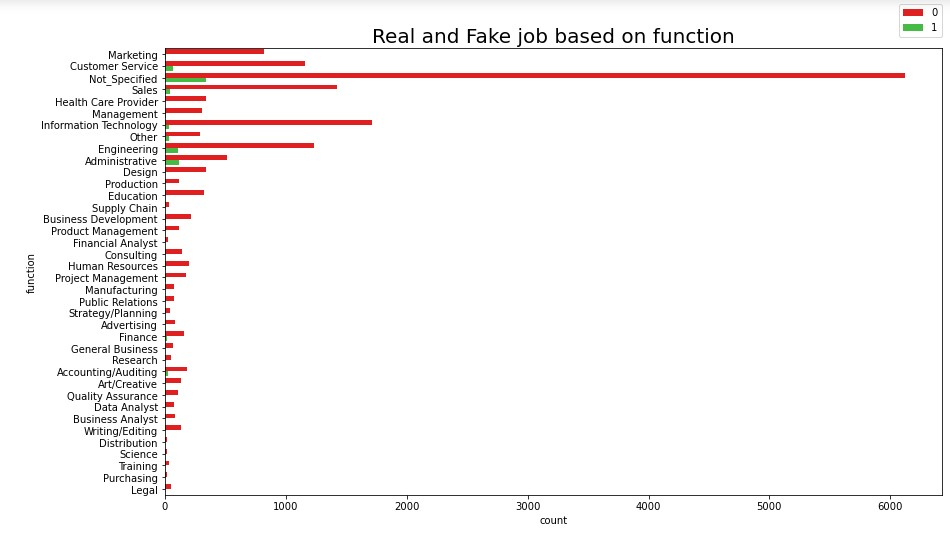 0
1
Real and Fake job based on function
Marketing
Customer Service
Not_Specified
Sales
Health Care Provider
Management
Information Technology
Other
Engineering
Administrative
Design
Production
Education
Supply Chain
Business Development
Product Management
Financial Analyst
Consulting
Human Resources
Project Management
Manufacturing
Public Relations
Strategy/Planning
Advertising
Finance
General Business
Research
Accounting/Auditing
Art/Creative
Quality Assurance
Data Analyst
Business Analyst
Writing/Editing
Distribution
Science
Training
Purchasing
Legal
function
0 1000 2000 3000 4000 5000 6000
count